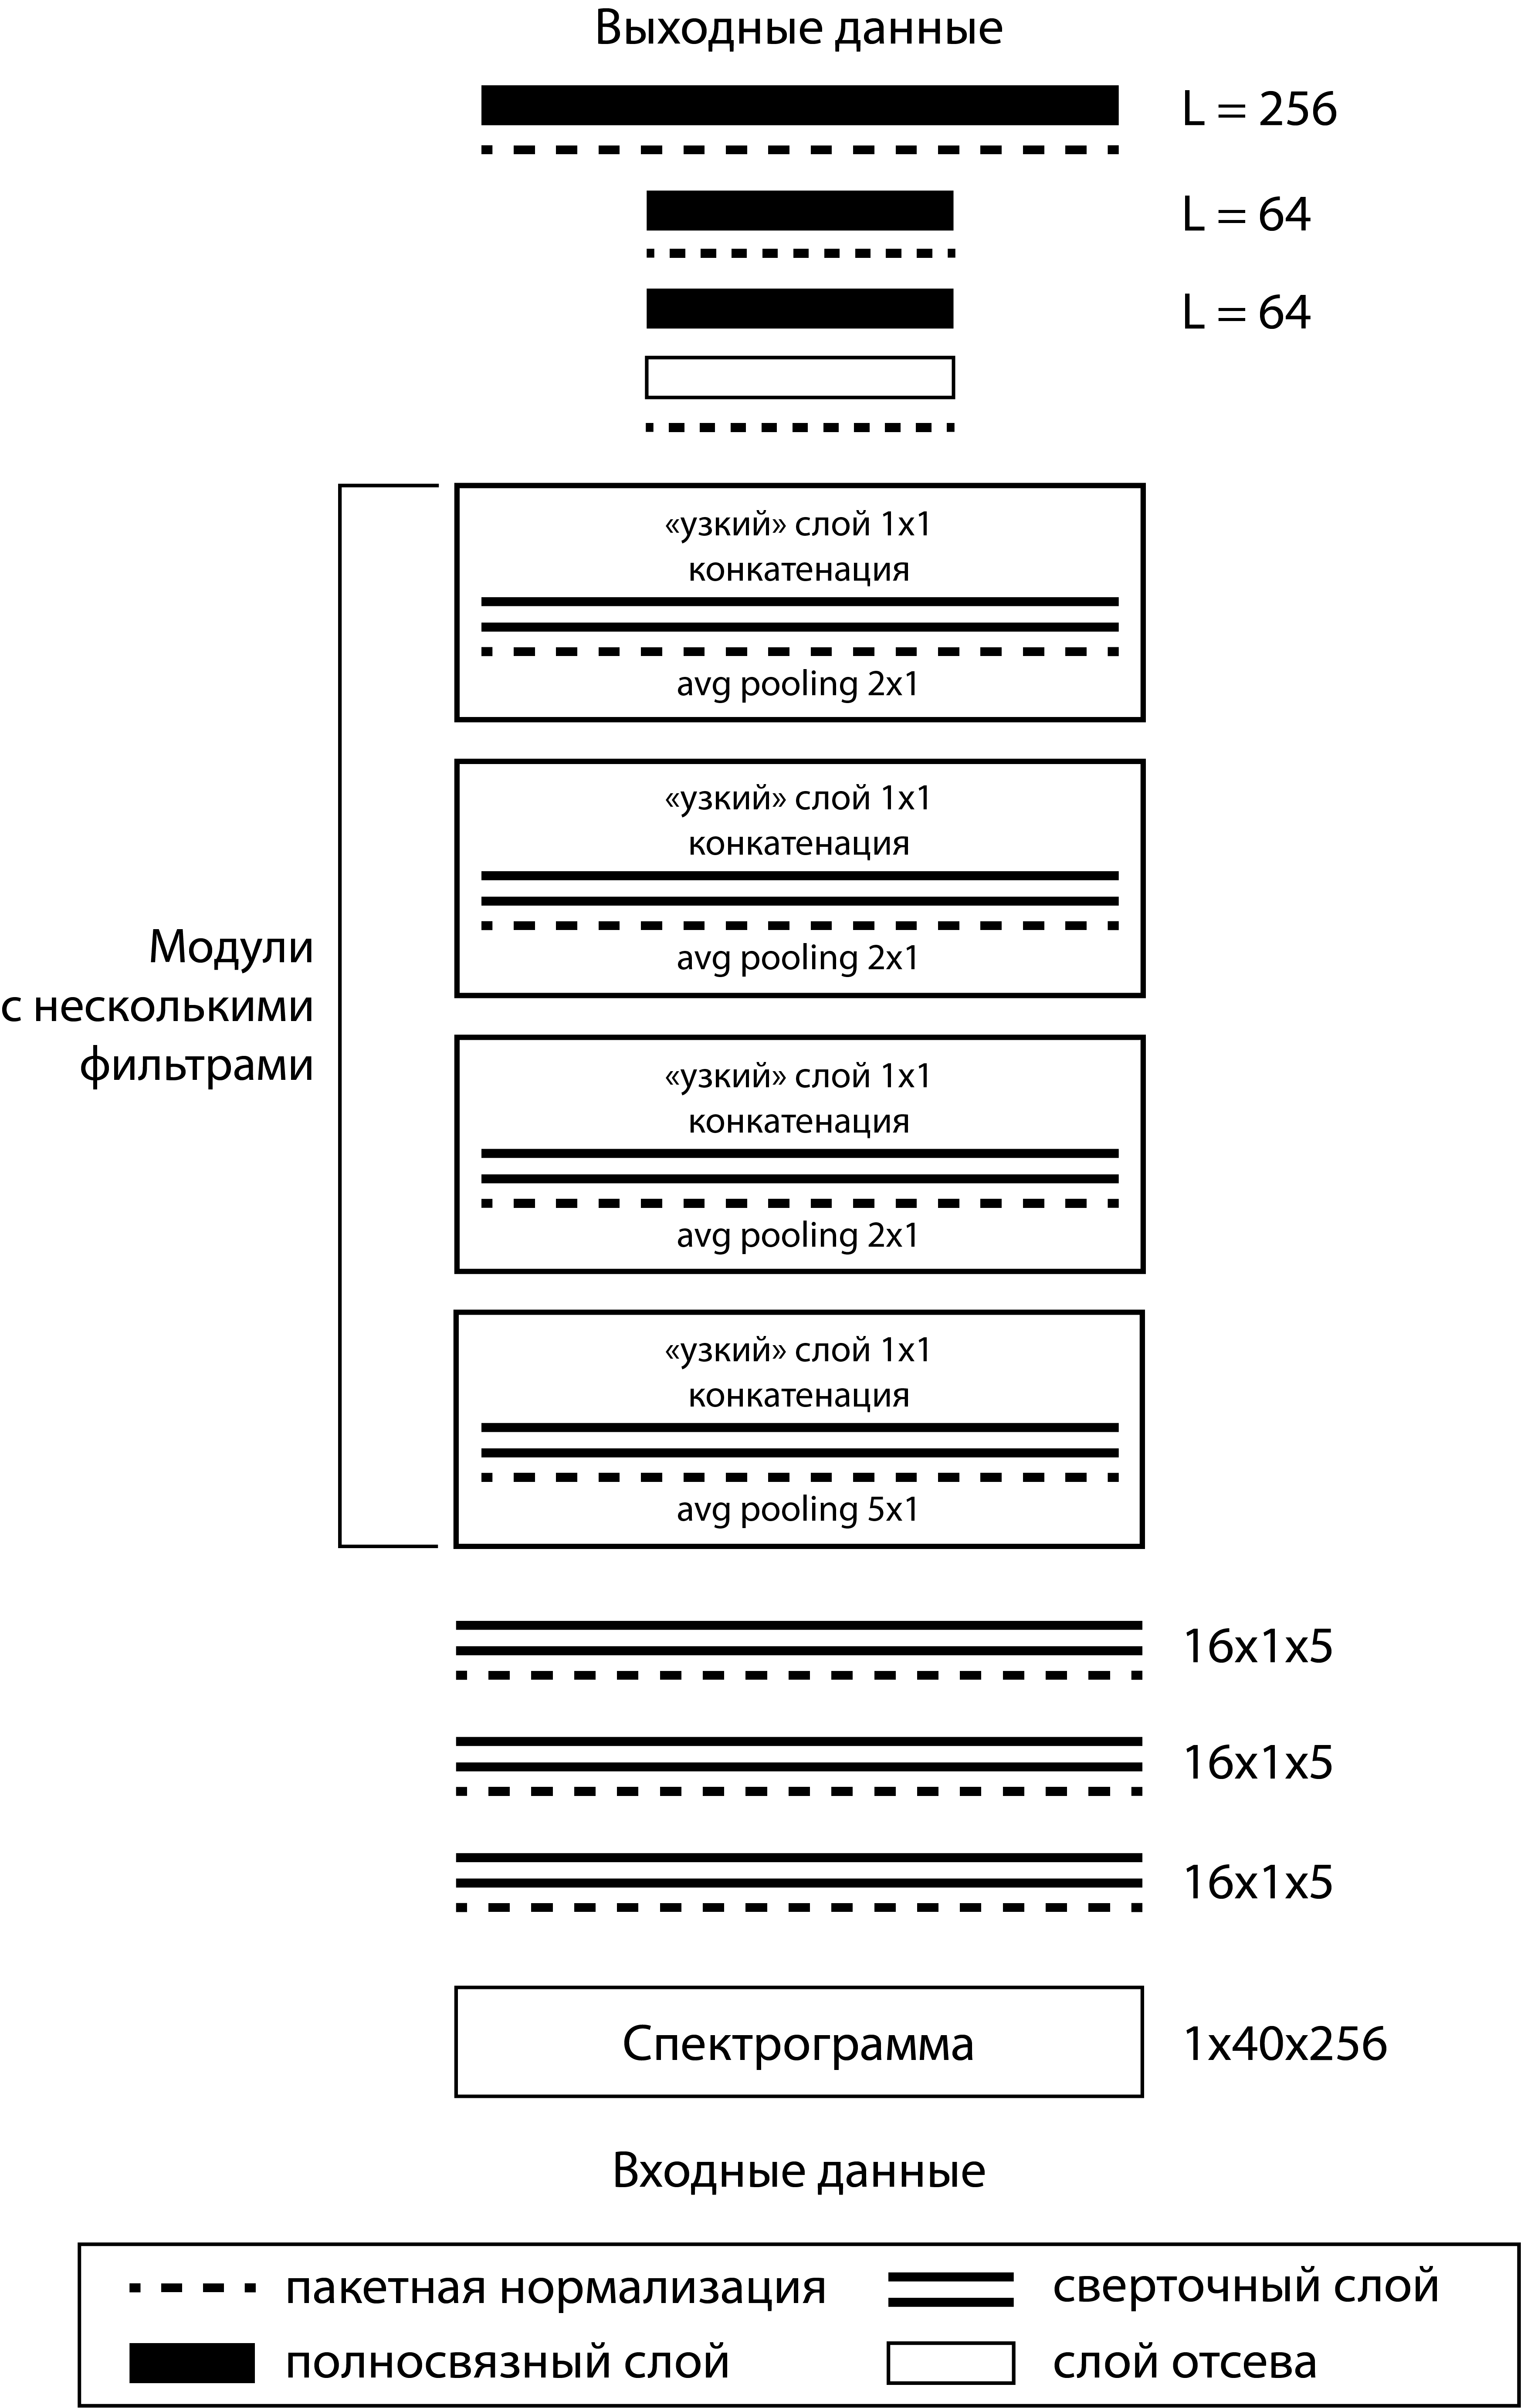 Выходные данные
L = 256
L = 64
L = 64
«узкий» слой 1x1
конкатенация
avg pooling 2x1
«узкий» слой 1x1
конкатенация
avg pooling 2x1
Модули
с несколькими
фильтрами
«узкий» слой 1x1
конкатенация
avg pooling 2x1
«узкий» слой 1x1
конкатенация
avg pooling 5x1
16x1x5
16x1x5
16x1x5
Спектрограмма 1x40x256
Входные данные
пакетная нормализация сверточный слой
полносвязный слой слой отсева